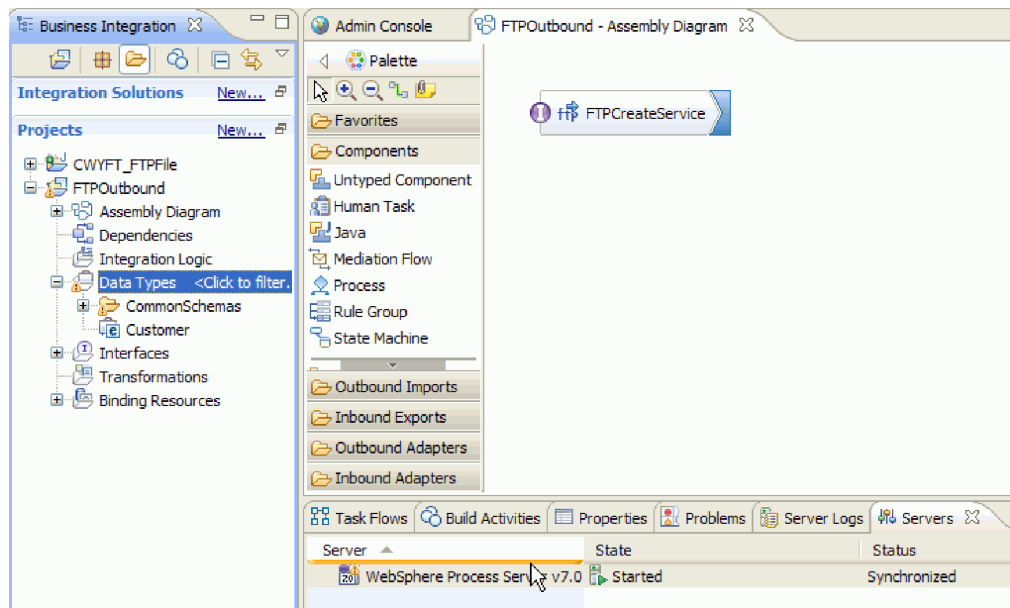 Business Integration
Integration Solutions New...
Projects New...
CWYFT_FTPFile
FTPOutbound
Assembly Diagram
Dependencies
Integration Logic
Data Types <Click to filter.
CommonSchemas
Customer
Interfaces
Transformations
Binding Resources
Admin Console
FTPOutbound - Assembly Diagram
Palette
Favorites
Components
Untyped Component
Human Task
Java
Mediation Flow
Process
Rule Group
State Machine
Outbound Imports
Inbound Exports
Outbound Adapters
Inbound Adapters
FTPCreateService
Task Flows Build Activities Properties Problems Server Logs Servers
Server State Status
WebSphere Process Server v7.0 Started Synchronized